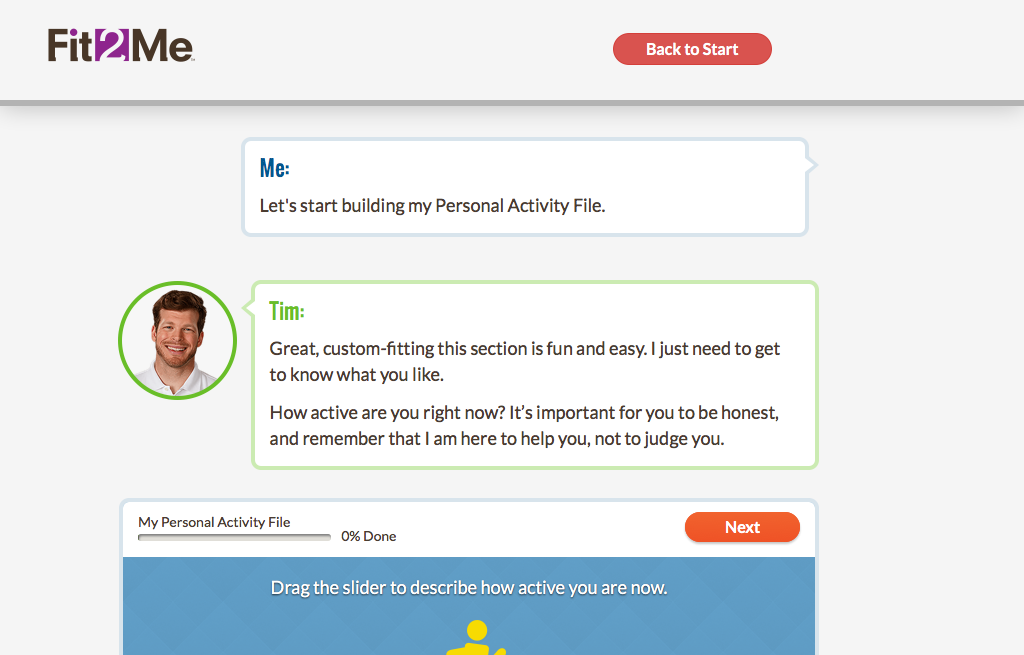 Fit2Me
Back to Start
Me:
Let's start building my Personal Activity File.
Tim:
Great, custom-fitting this section is fun and easy. I just need to get
to know what you like.
How active are you right now? It’s important for you to be honest,
and remember that I am here to help you, not to judge you.
My Personal Activity File
0% Done
Next
Drag the slider to describe how active you are now.